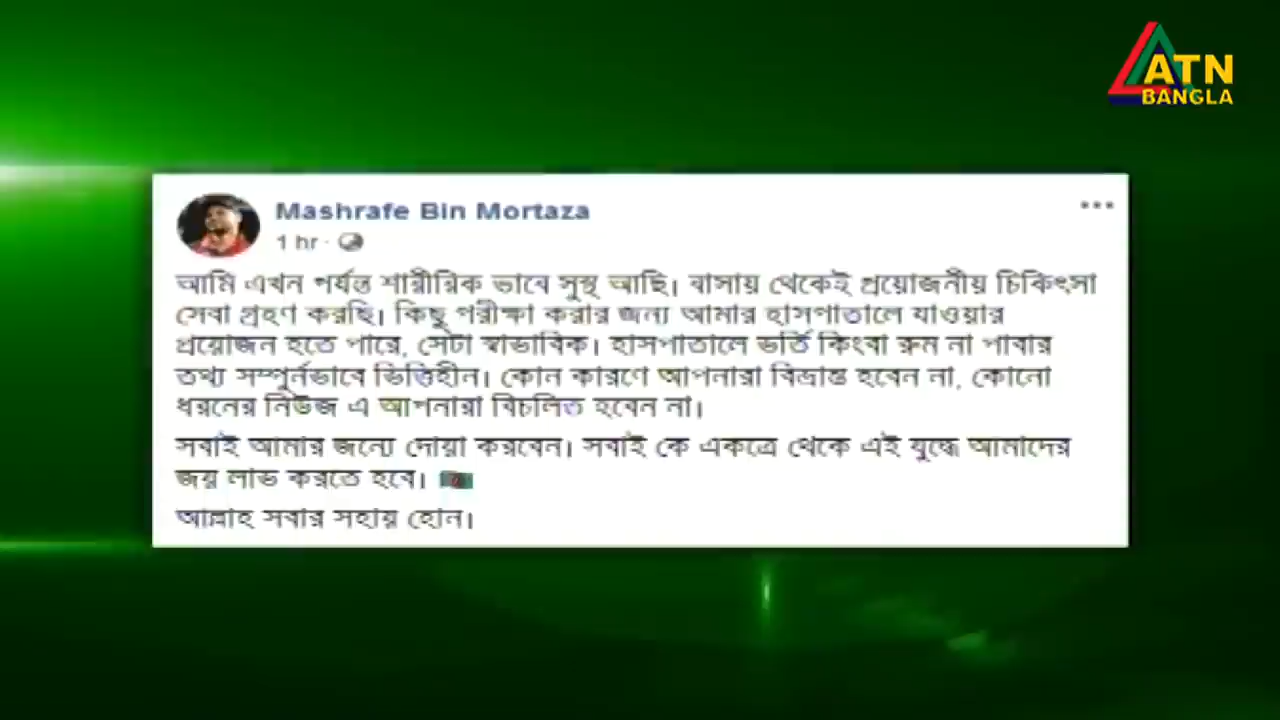 ATN
BANGLA
Mashrafe Bin Mortaza
1 hr ·
আমি এখন পর্যন্ত শারীরিক ভাবে সুস্থ আছি। বাসায় থেকেই প্রয়োজনীয় চিকিৎসা
সেবা গ্রহণ করছি। কিছু পরীক্ষা করার জন্য আমার হাসপাতালে যাওয়ার
প্রয়োজন হতে পারে, সেটা স্বাভাবিক। হাসপাতালে ভর্তি কিংবা রুম না পাবার
তথ্য সম্পূর্নভাবে ভিত্তিহীন। কোন কারণে আপনারা বিভ্রান্ত হবেন না, কোনো
ধরনের নিউজ এ আপনারা বিচলিত হবেন না।
সবাই আমার জন্যে দোয়া করবেন। সবাই কে একত্রে থেকে এই যুদ্ধে আমাদের
জয় লাভ করতে হবে।
আল্লাহ সবার সহায় হোন।